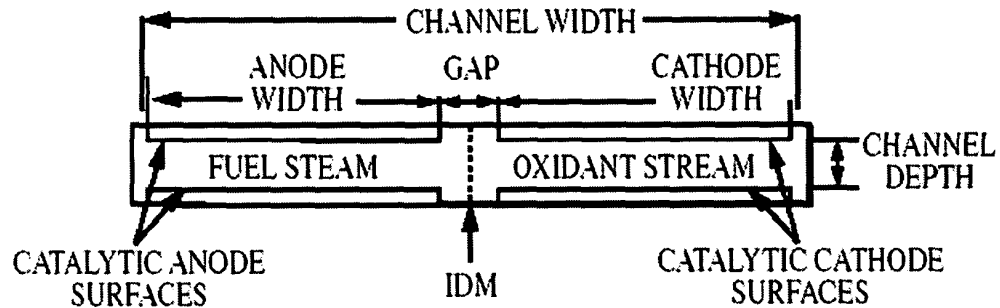 CHANNEL WIDTH
ANODE
WIDTH
GAP
CATHODE
WIDTH
FUEL STEAM
OXIDANT STREAM
CHANNEL
DEPTH
CATALYTIC ANODE
SURFACES
IDM
CATALYTIC CATHODE
SURFACES